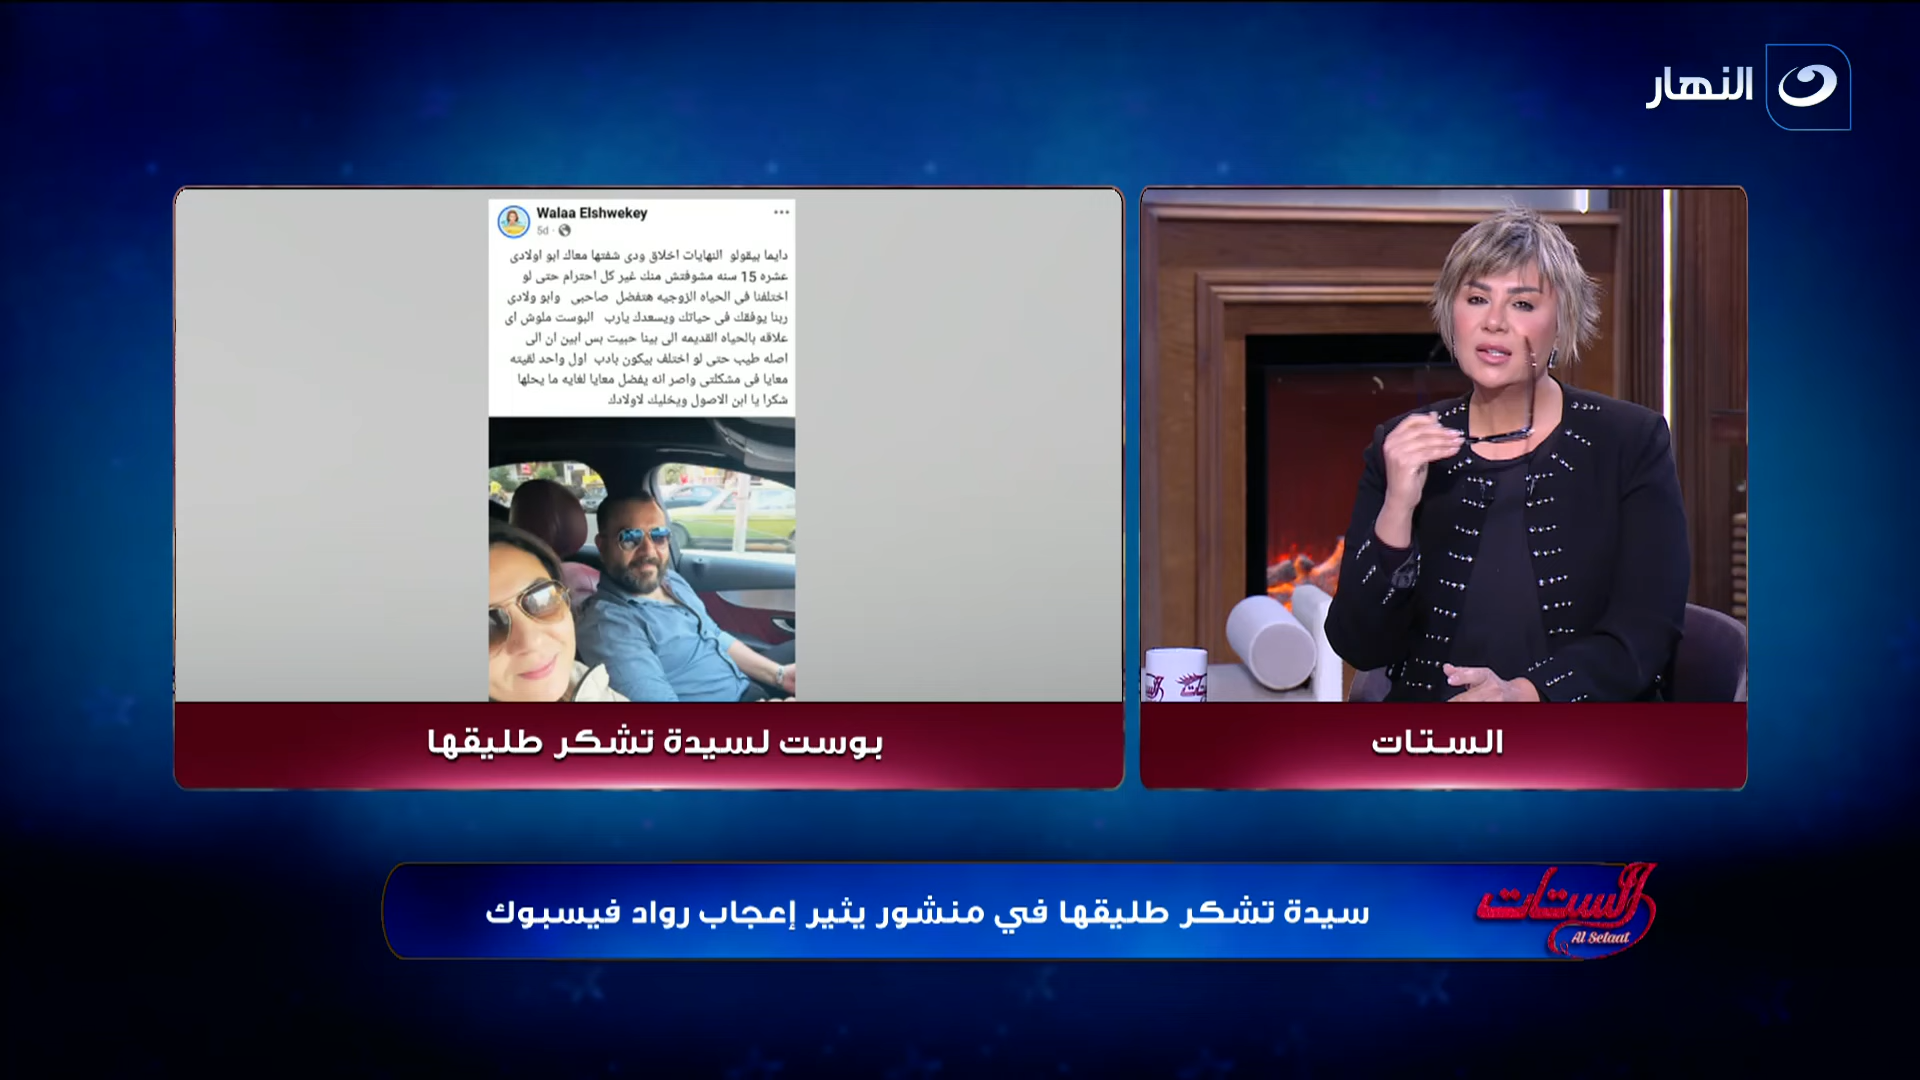 النهار
Walaa Elshwekey
5d
دايما بيقولو النهايات اخلاق ودى شفتها معاك ابو اولادى
عشره 15 سنه مشوفتش منك غير كل احترام حتى لو
اختلفنا فى الحياه الزوجيه هتفضل صاحبى وابو ولادى
ربنا يوفقك فى حياتك ويسعدك يارب البوست ملوش اى
علاقه بالحياه القديمه الى بينا حبيت بس ابين ان الى
اصله طيب حتى لو اختلف بيكون بادب اول واحد لقيته
معايا فى مشكلتى واصر انه يفضل معايا لغايه ما يحلها
شكرا يا ابن الاصول ويخليك لاولادك
بوست لسيدة تشكر طليقها
الستات
سيدة تشكر طليقها في منشور يثير إعجاب رواد فيسبوك
الستات
Al Setaat